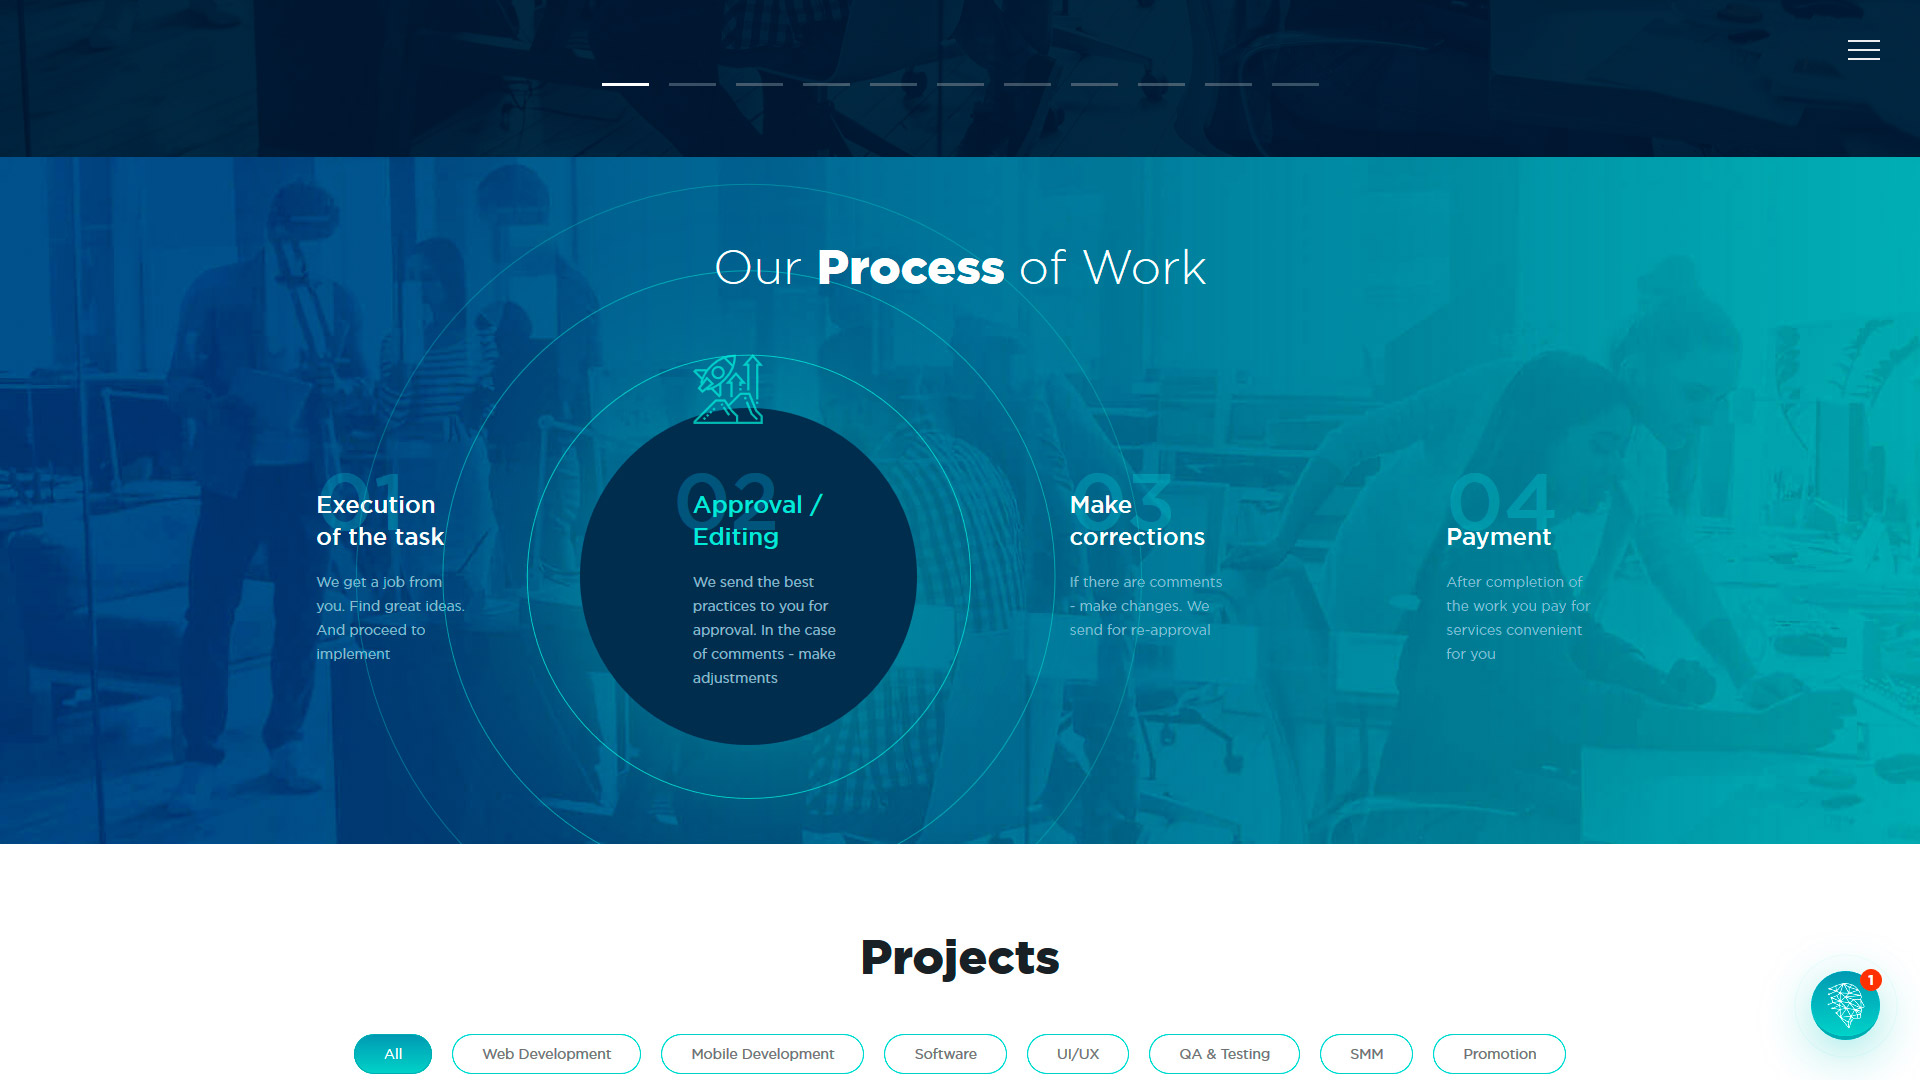 Our Process of Work
01
Execution
of the task
We get a job from
you. Find great ideas.
And proceed to
implement
02
Approval /
Editing
We send the best
practices to you for
approval. In the case
of comments - make
adjustments
03
Make
corrections
If there are comments
- make changes. We
send for re-approval
04
Payment
After completion of
the work you pay for
services convenient
for you
Projects
1
All
Web Development
Mobile Development
Software
UI/UX
QA & Testing
SMM
Promotion